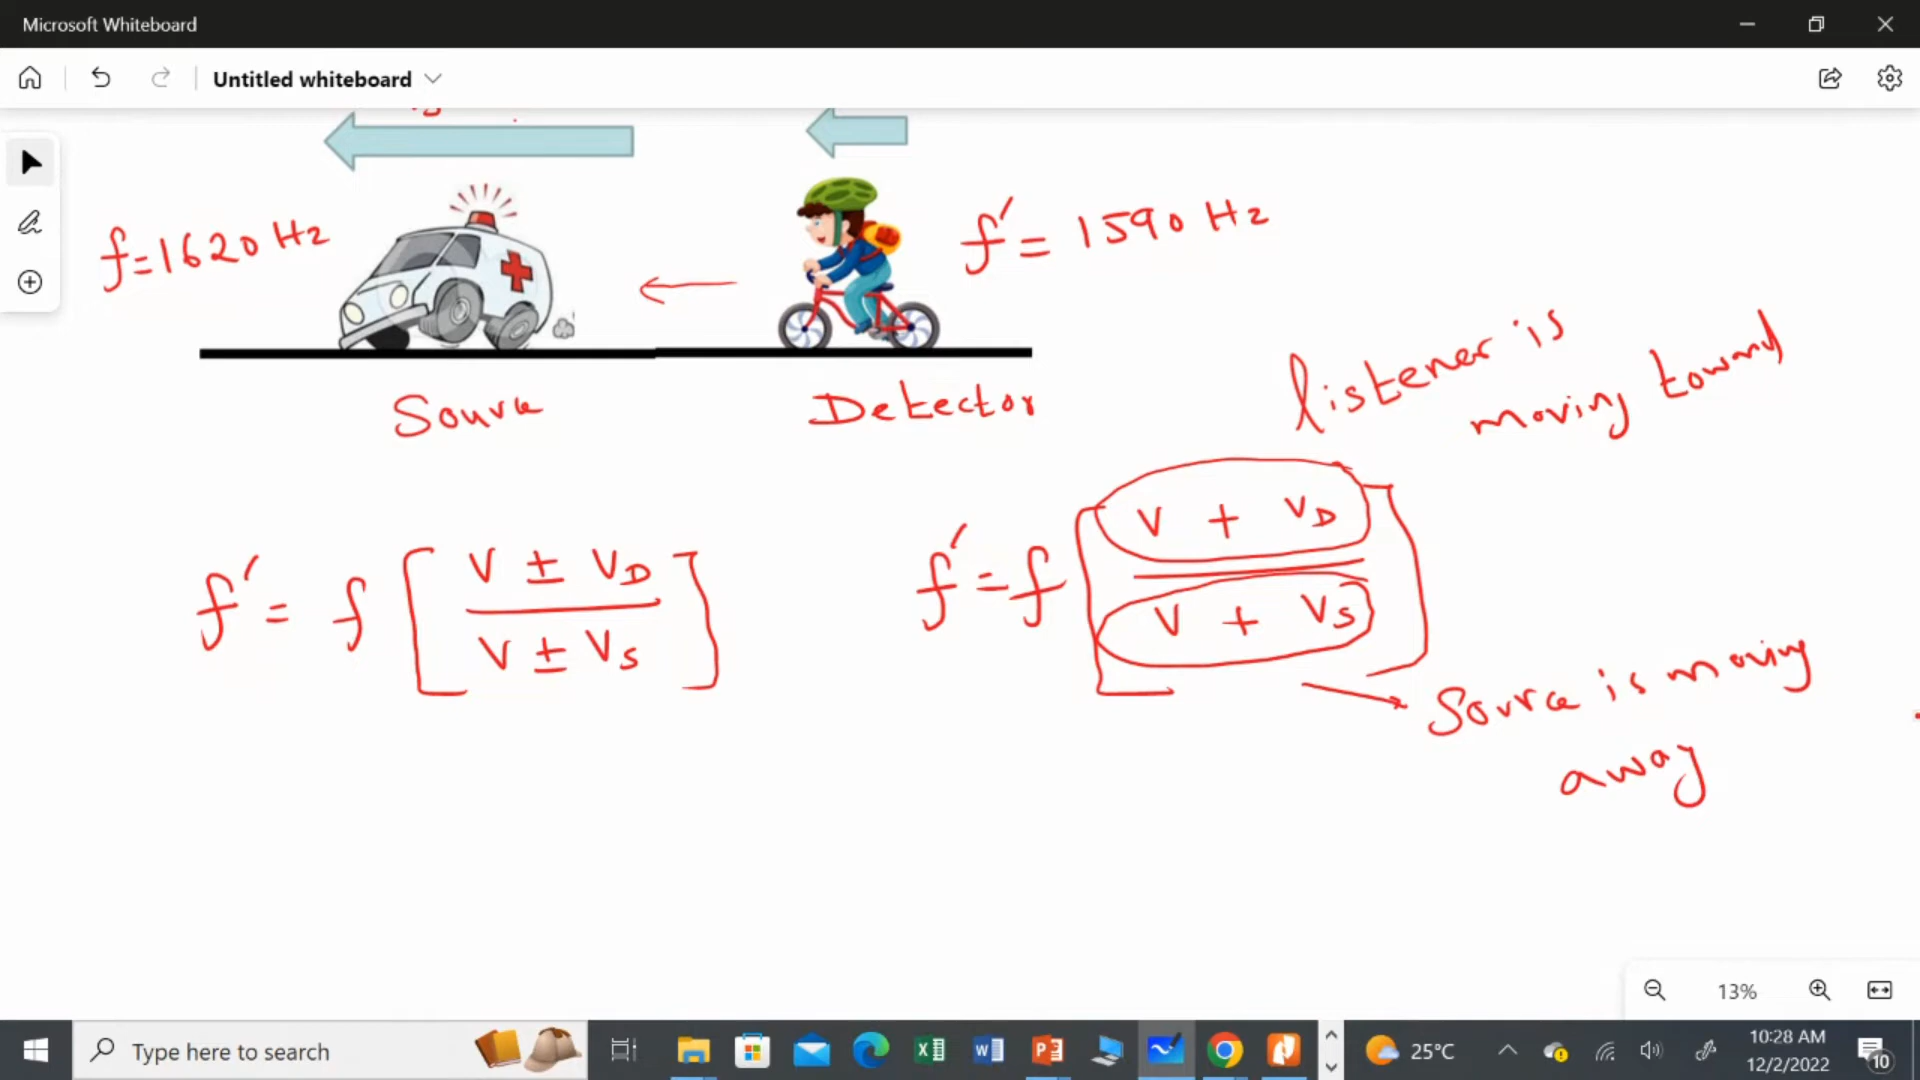 Microsoft Whiteboard
Untitled whiteboard
f=1620 Hz
f′= 1590 Hz
Source
Detector
listener is
moving toward
f′= f [ V ± VD / V ± VS ]
f′=f [ V + VD / V + VS ]
Source is moving
away
13%
Type here to search
25°C
10:28 AM
12/2/2022
10